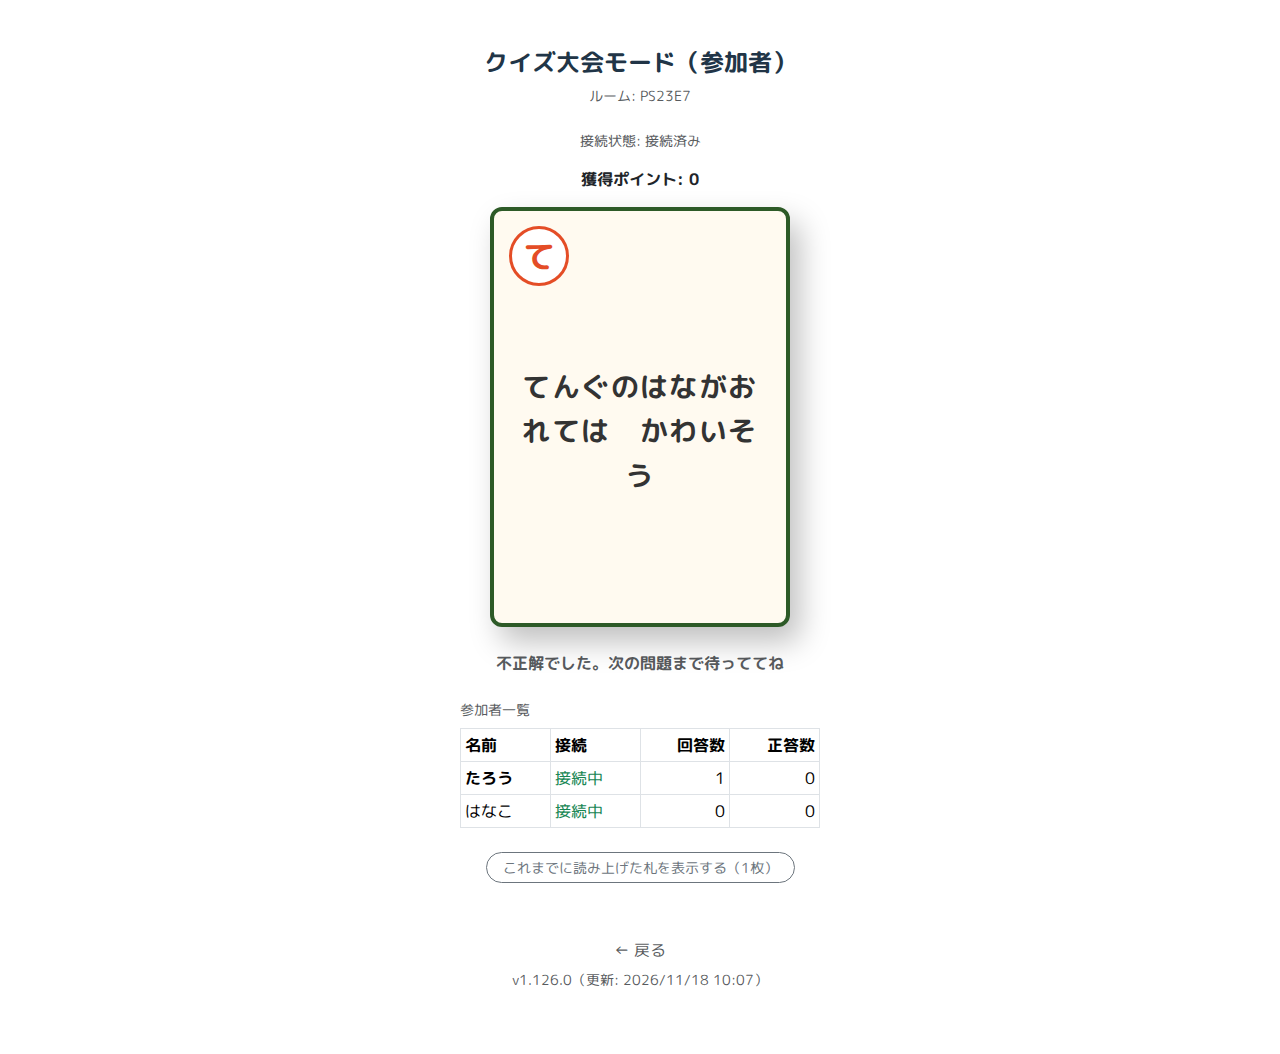 クイズ大会モード（参加者）
ルーム: PS23E7
接続状態: 接続済み
獲得ポイント: 0
て
てんぐのはながお
れては　かわいそ
う
不正解でした。次の問題まで待っててね
参加者一覧
名前 接続 回答数 正答数
たろう 接続中 1 0
はなこ 接続中 0 0
これまでに読み上げた札を表示する（1枚）
← 戻る
v1.126.0（更新: 2026/11/18 10:07）